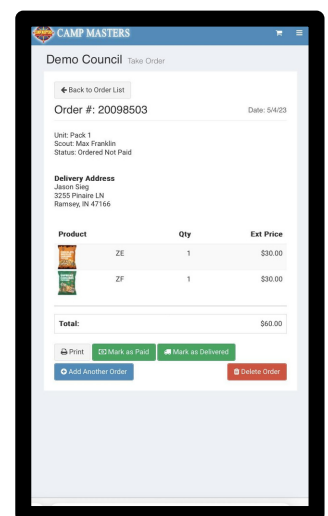 CAMP MASTERS
Demo Council Take Order
Back to Order List
Order #: 20098503 Date: 5/4/23
Unit: Pack 1
Scout: Max Franklin
Status: Ordered Not Paid
Delivery Address
Jason Sieg
3255 Pinaire LN
Ramsey, IN 47166
Product Qty Ext Price
ZE 1 $30.00
ZF 1 $30.00
Total: $60.00
Print Mark as Paid Mark as Delivered
Add Another Order Delete Order